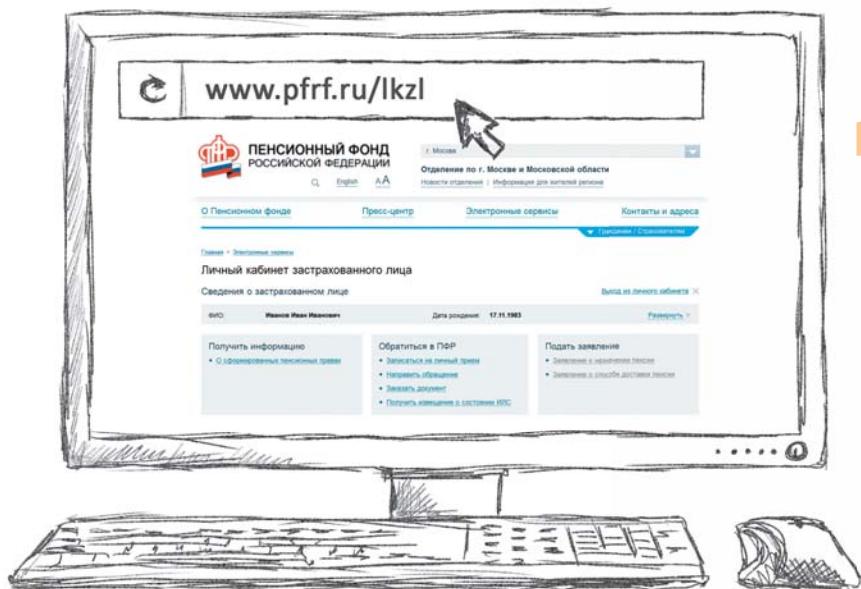 www.pfrf.ru/lkzl
ПЕНСИОННЫЙ ФОНД
РОССИЙСКОЙ ФЕДЕРАЦИИ
English AA
г. Москва
Отделение по г. Москве и Московской области
Новости отделения | Информация для жителей региона
О Пенсионном фонде Пресс-центр Электронные сервисы Контакты и адреса
Гражданам / Страхователям
Главная > Электронные сервисы
Личный кабинет застрахованного лица
Сведения о застрахованном лице Выход из личного кабинета ×
ФИО: Иванов Иван Иванович Дата рождения: 17.11.1983 Развернуть
Получить информацию
• О сформированных пенсионных правах
Обратиться в ПФР
• Записаться на личный прием
• Направить обращение
• Заказать документ
• Получить извещение о состоянии ИЛС
Подать заявление
• Заявление о назначении пенсии
• Заявление о способе доставки пенсии